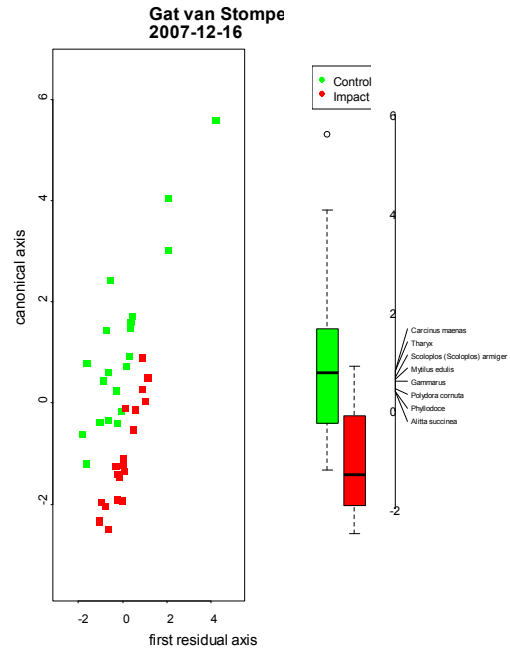 Gat van Stompe
2007-12-16
Control
Impact
canonical axis
6
4
2
0
-2
-2 0 2 4
first residual axis
6
4
2
0
-2
Carcinus maenas
Tharyx
Scoloplos (Scoloplos) armiger
Mytilus edulis
Gammarus
Polydora cornuta
Phyllodoce
Alitta succinea